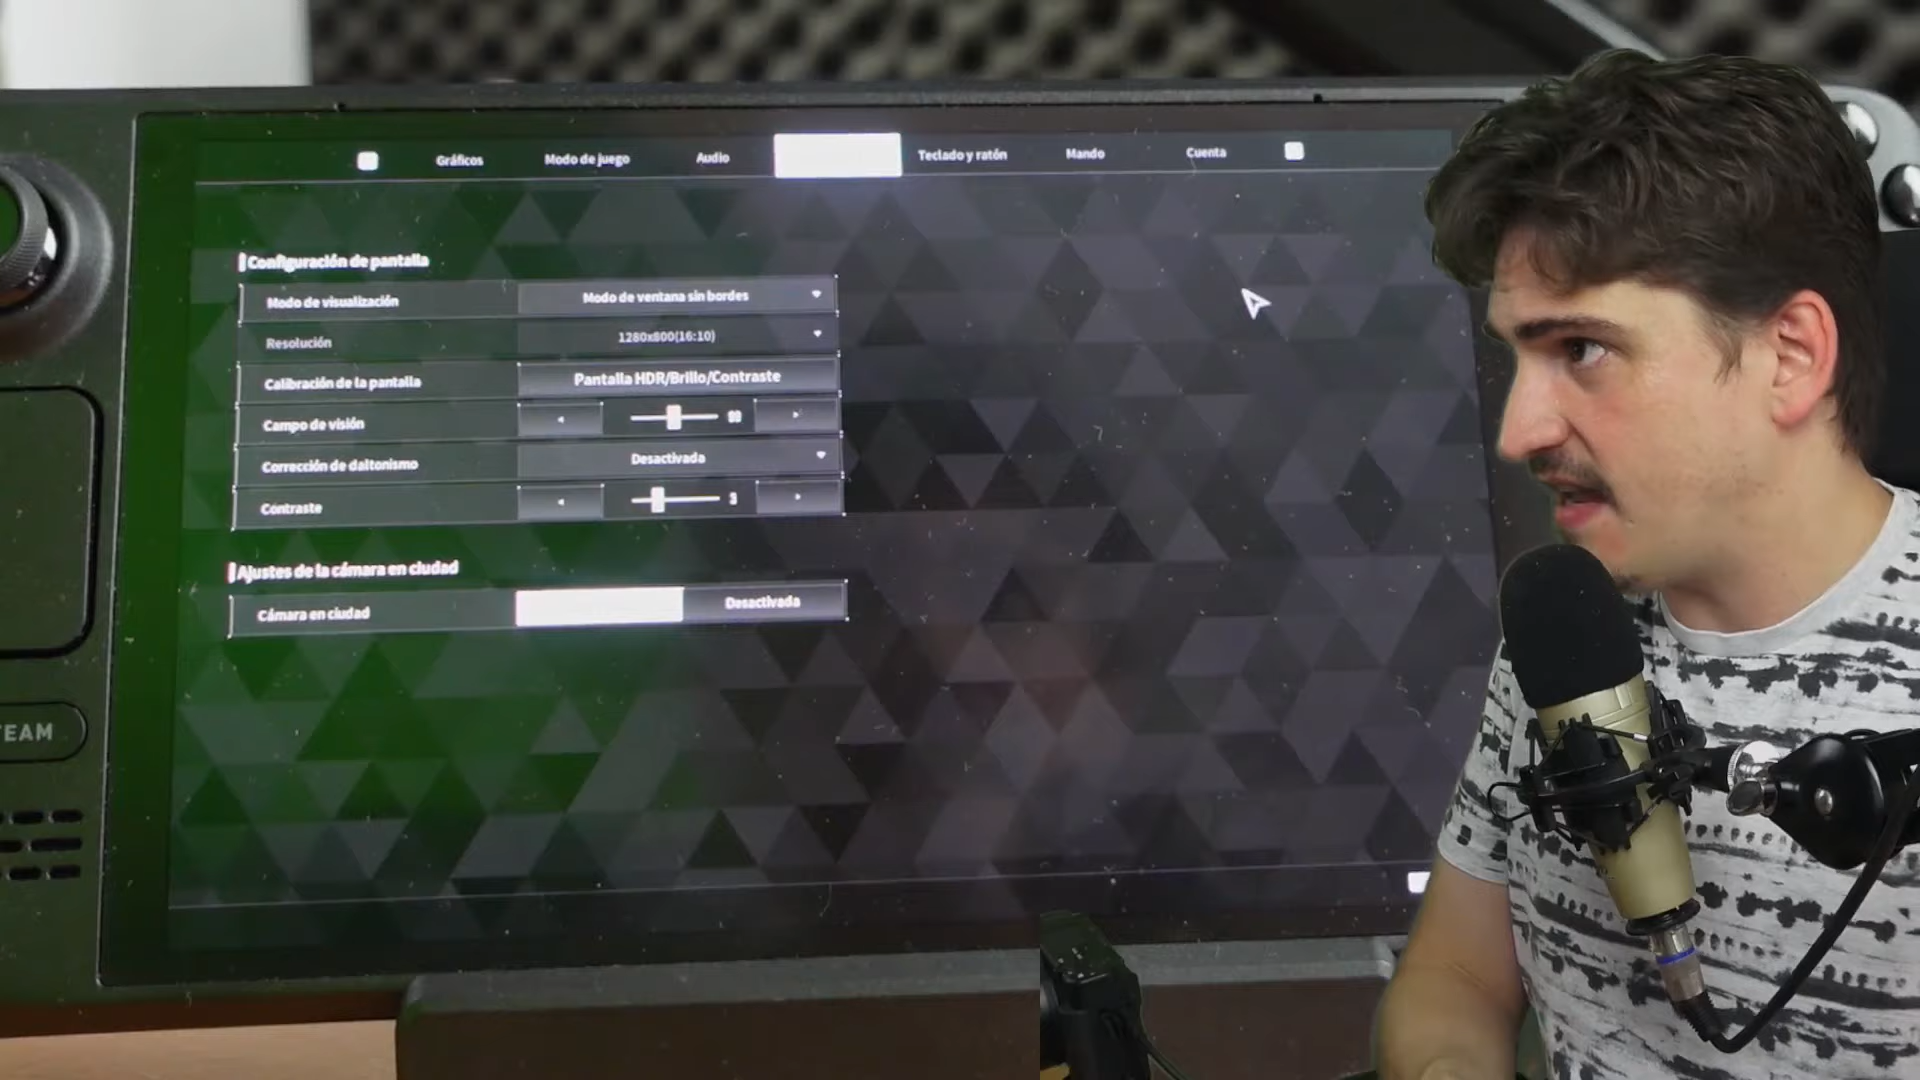 Gráficos
Modo de juego
Audio
Teclado y ratón
Mando
Cuenta
Configuración de pantalla
Modo de visualización
Modo de ventana sin bordes
Resolución
1280x800(16:10)
Calibración de la pantalla
Pantalla HDR/Brillo/Contraste
Campo de visión
Corrección de daltonismo
Desactivada
Contraste
3
Ajustes de la cámara en ciudad
Cámara en ciudad
Desactivada
TEAM